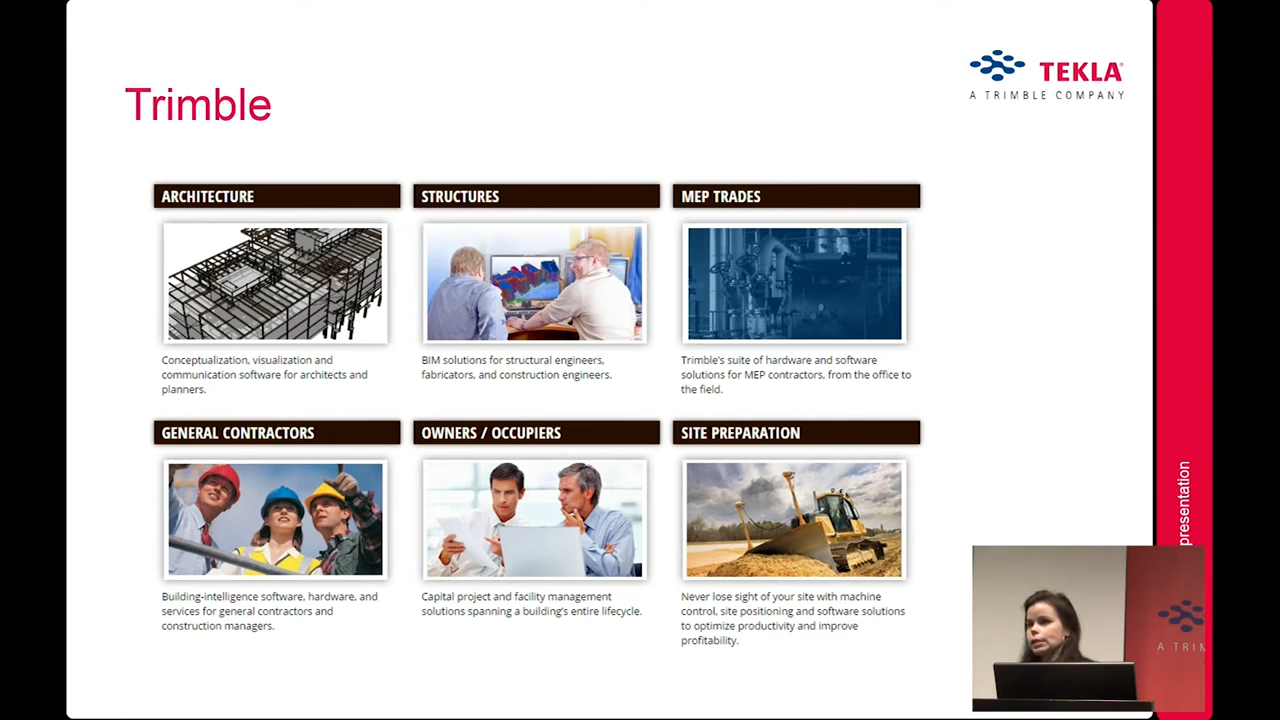 TEKLA
A TRIMBLE COMPANY
Trimble
ARCHITECTURE
Conceptualization, visualization and
communication software for architects and
planners.
STRUCTURES
BIM solutions for structural engineers,
fabricators, and construction engineers.
MEP TRADES
Trimble's suite of hardware and software
solutions for MEP contractors, from the office to
the field.
GENERAL CONTRACTORS
Building-intelligence software, hardware, and
services for general contractors and
construction managers.
OWNERS / OCCUPIERS
Capital project and facility management
solutions spanning a building's entire lifecycle.
SITE PREPARATION
Never lose sight of your site with machine
control, site positioning and software solutions
to optimize productivity and improve
profitability.
presentation
A TRIM